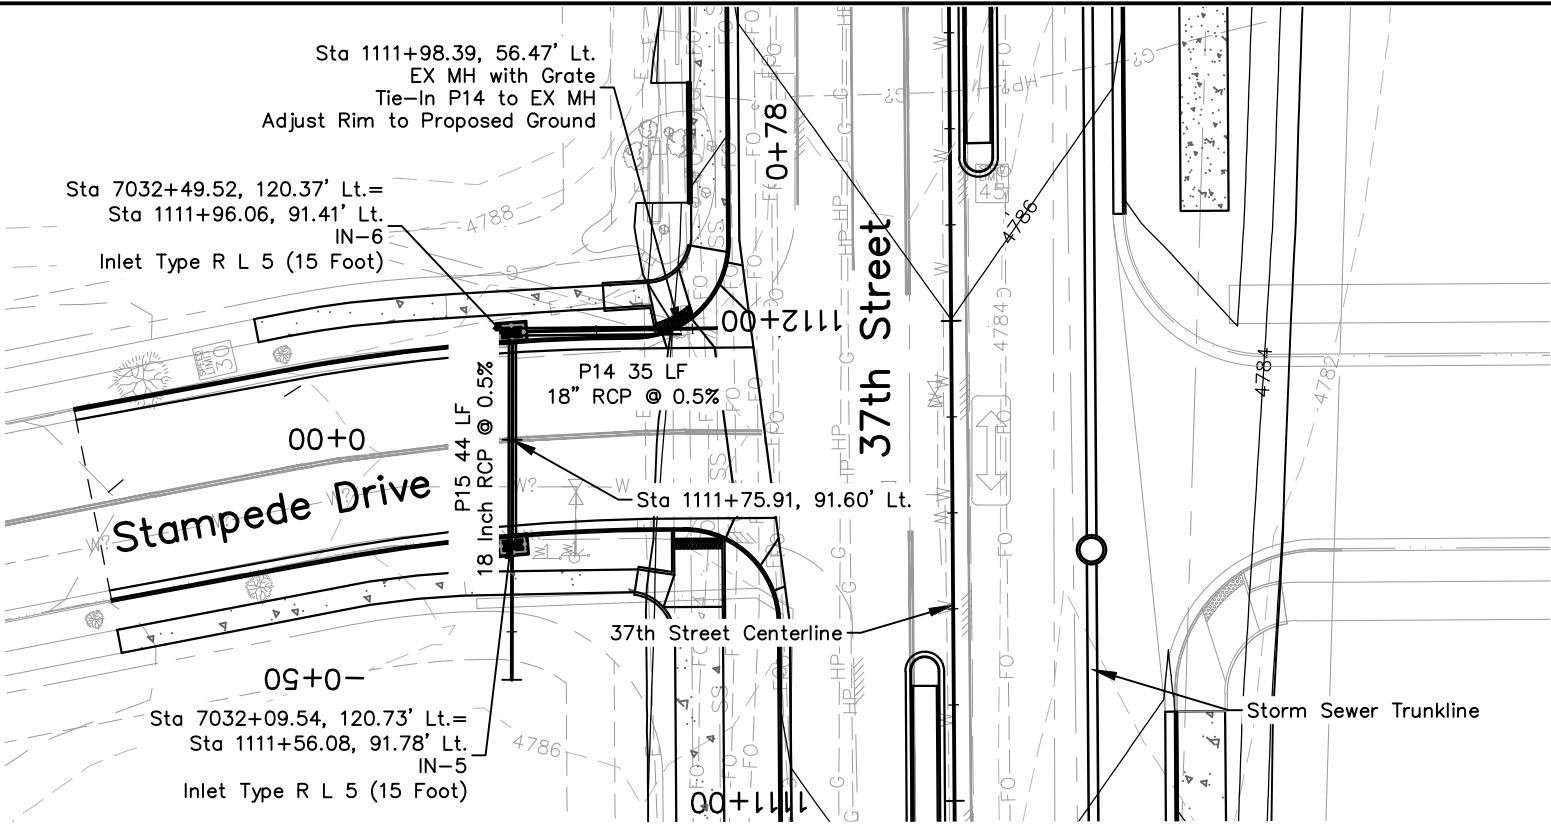 Sta 1111+98.39, 56.47' Lt.
EX MH with Grate
Tie-In P14 to EX MH
Adjust Rim to Proposed Ground
Sta 7032+49.52, 120.37' Lt.=
Sta 1111+96.06, 91.41' Lt.
IN-6
Inlet Type R L 5 (15 Foot)
4788
0+78
37th Street
4786
4784
4784
4782
1112+00
SPEED
LIMIT
30
45
P14 35 LF
18" RCP @ 0.5%
P15 44 LF
18 Inch RCP @ 0.5%
0+00
Stampede Drive
Sta 1111+75.91, 91.60' Lt.
37th Street Centerline
-0+50
Sta 7032+09.54, 120.73' Lt.=
Sta 1111+56.08, 91.78' Lt.
IN-5
Inlet Type R L 5 (15 Foot)
4786
1111+00
Storm Sewer Trunkline